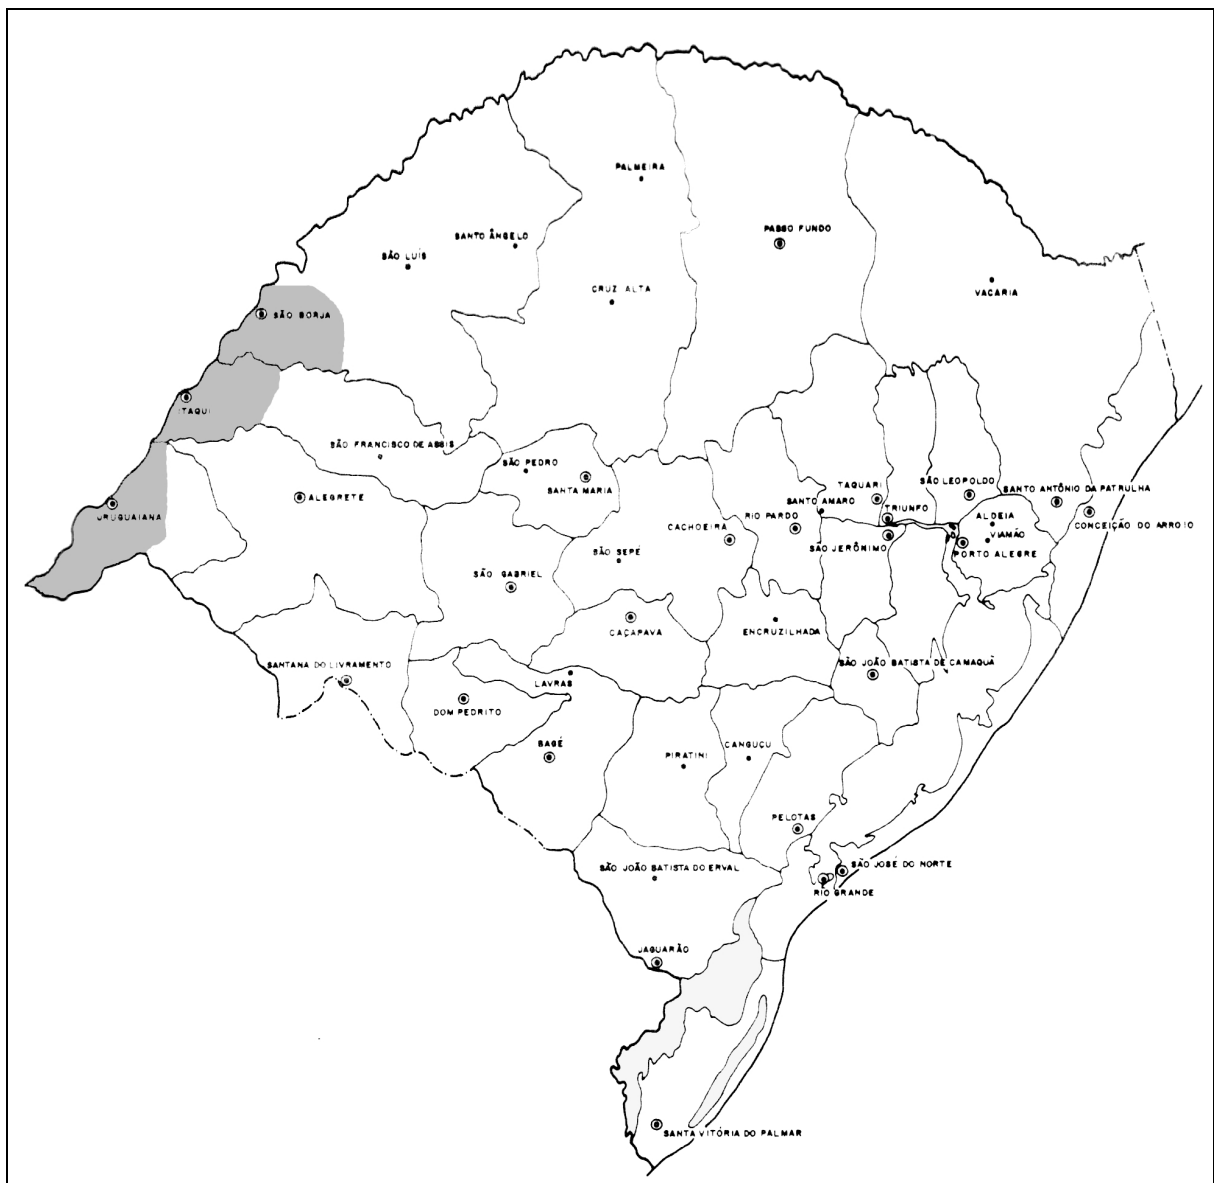 PALMEIRA
PASSO FUNDO
SANTO ÂNGELO
SÃO LUÍS
CRUZ ALTA
VACARIA
SÃO BORJA
ITAQUI
SÃO FRANCISCO DE ASSIS
SÃO PEDRO
SANTA MARIA
ALEGRETE
URUGUAIANA
TAQUARI
SÃO LEOPOLDO
SANTO ANTÔNIO DA PATRULHA
SANTO AMARO
TRIUNFO
RIO PARDO
CACHOEIRA
ALDEIA
VIAMÃO
CONCEIÇÃO DO ARROIO
SÃO JERÔNIMO
PORTO ALEGRE
SÃO SEPÉ
SÃO GABRIEL
CAÇAPAVA
ENCRUZILHADA
SANTANA DO LIVRAMENTO
SÃO JOÃO BATISTA DE CAMAQUÃ
LAVRAS
DOM PEDRITO
BAGÉ
PIRATINI
CANGUÇU
PELOTAS
SÃO JOÃO BATISTA DO ERVAL
SÃO JOSÉ DO NORTE
RIO GRANDE
JAGUARÃO
SANTA VITÓRIA DO PALMAR